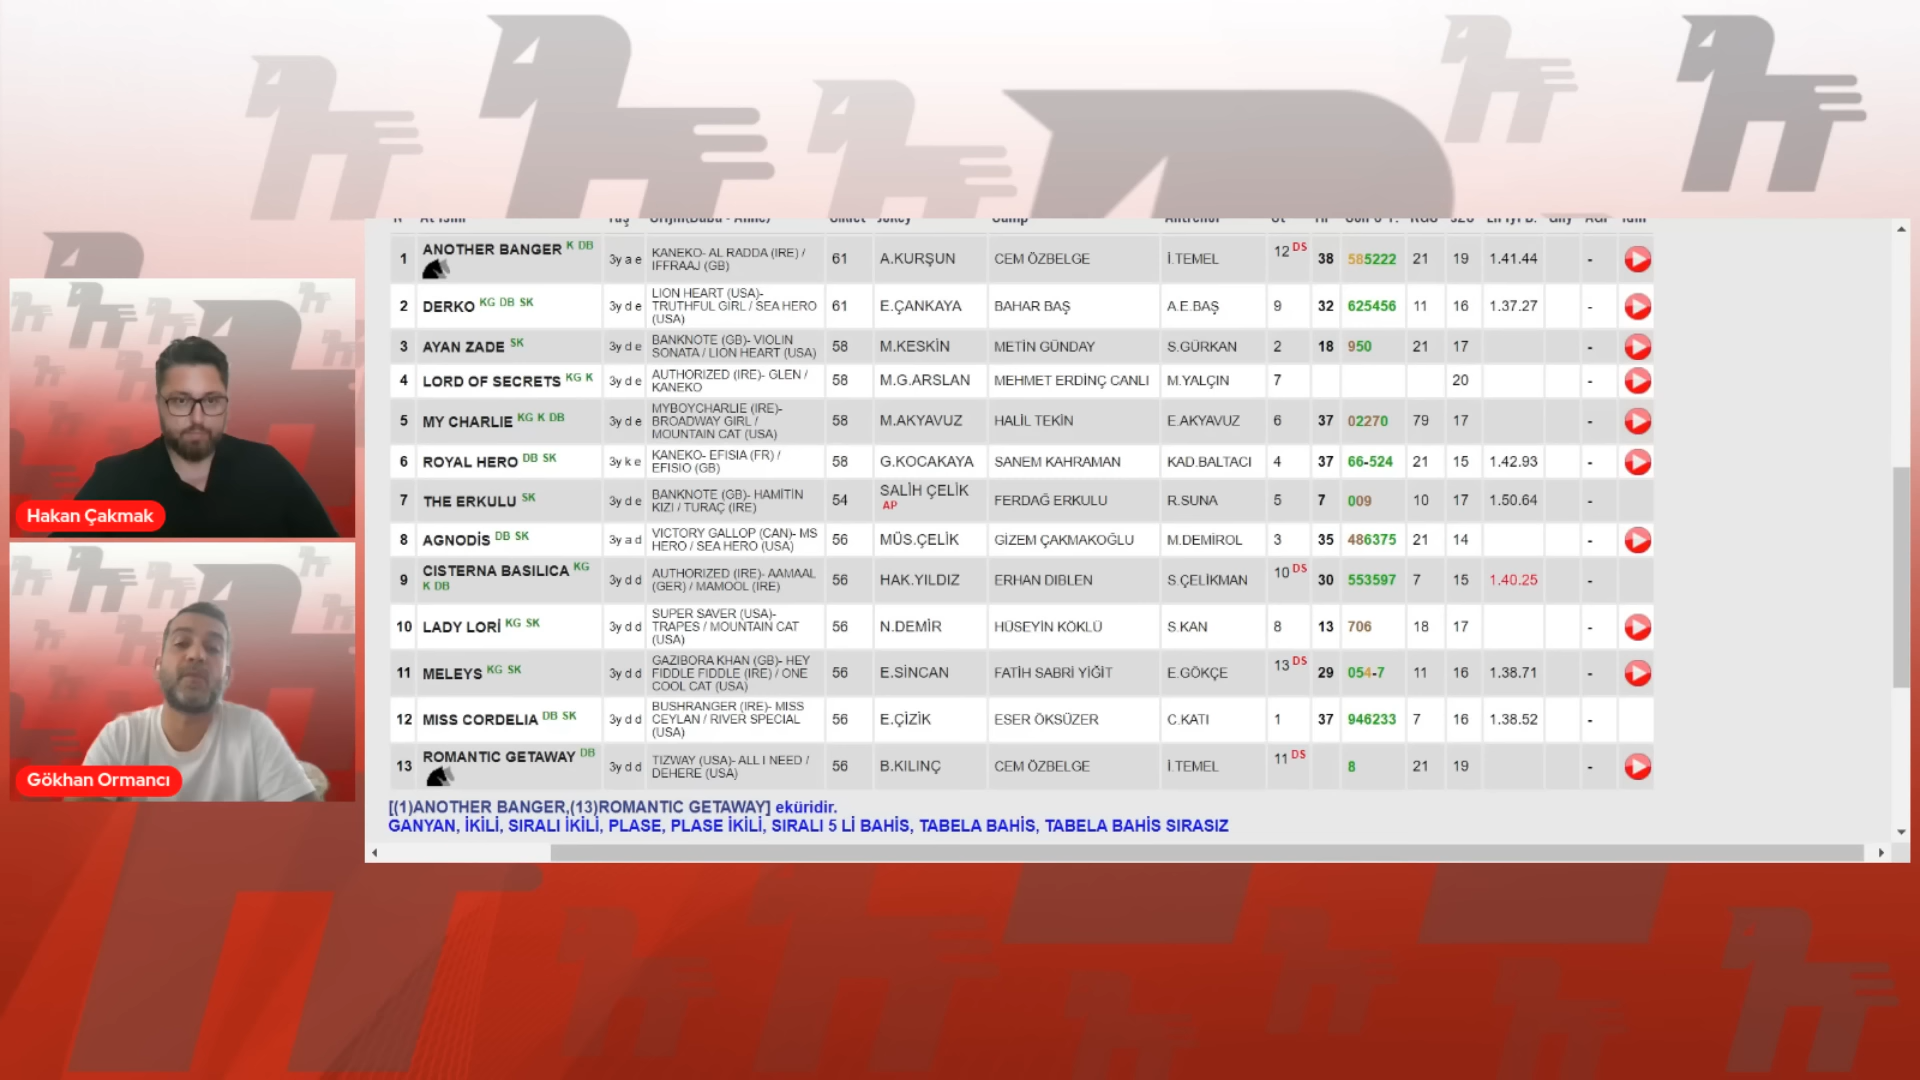 1 ANOTHER BANGER K DB 3y a e KANEKO- AL RADDA (IRE) / IFFRAAJ (GB) 61 A.KURŞUN CEM ÖZBELGE İ.TEMEL 12 DS 38 585222 21 19 1.41.44 -
2 DERKO KG DB SK 3y d e LION HEART (USA)- TRUTHFUL GIRL / SEA HERO (USA) 61 E.ÇANKAYA BAHAR BAŞ A.E.BAŞ 9 32 625456 11 16 1.37.27 -
3 AYAN ZADE SK 3y d e BANKNOTE (GB)- VIOLIN SONATA / LION HEART (USA) 58 M.KESKİN METİN GÜNDAY S.GÜRKAN 2 18 950 21 17 -
4 LORD OF SECRETS KG K 3y d e AUTHORIZED (IRE)- GLEN / KANEKO 58 M.G.ARSLAN MEHMET ERDİNÇ CANLI M.YALÇIN 7 20 -
5 MY CHARLIE KG K DB 3y d e MYBOYCHARLIE (IRE)- BROADWAY GIRL / MOUNTAIN CAT (USA) 58 M.AKYAVUZ HALİL TEKİN E.AKYAVUZ 6 37 02270 79 17 -
6 ROYAL HERO DB SK 3y k e KANEKO- EFISIA (FR) / EFISIO (GB) 58 G.KOCAKAYA SANEM KAHRAMAN KAD.BALTACI 4 37 66-524 21 15 1.42.93 -
7 THE ERKULU SK 3y d e BANKNOTE (GB)- HAMİTİN KIZI / TURAÇ (IRE) 54 SALİH ÇELİK AP FERDAĞ ERKULU R.SUNA 5 7 009 10 17 1.50.64 -
8 AGNODİS DB SK 3y a d VICTORY GALLOP (CAN)- MS HERO / SEA HERO (USA) 56 MÜS.ÇELİK GİZEM ÇAKMAKOĞLU M.DEMİROL 3 35 486375 21 14 -
9 CISTERNA BASILICA KG K DB 3y d d AUTHORIZED (IRE)- AAMAAL (GER) / MAMOOL (IRE) 56 HAK.YILDIZ ERHAN DIBLEN S.ÇELİKMAN 10 DS 30 553597 7 15 1.40.25 -
10 LADY LORİ KG SK 3y d d SUPER SAVER (USA)- TRAPES / MOUNTAIN CAT (USA) 56 N.DEMİR HÜSEYİN KÖKLÜ S.KAN 8 13 706 18 17 -
11 MELEYS KG SK 3y d d GAZIBORA KHAN (GB)- HEY FIDDLE FIDDLE (IRE) / ONE COOL CAT (USA) 56 E.SİNCAN FATİH SABRİ YİĞİT E.GÖKÇE 13 DS 29 054-7 11 16 1.38.71 -
12 MISS CORDELIA DB SK 3y d d BUSHRANGER (IRE)- MISS CEYLAN / RIVER SPECIAL (USA) 56 E.ÇİZİK ESER ÖKSÜZER C.KATI 1 37 946233 7 16 1.38.52 -
13 ROMANTIC GETAWAY DB 3y d d TIZWAY (USA)- ALL I NEED / DEHERE (USA) 56 B.KILINÇ CEM ÖZBELGE İ.TEMEL 11 DS 8 21 19 -
[(1)ANOTHER BANGER,(13)ROMANTIC GETAWAY] eküridir.
GANYAN, İKİLİ, SIRALI İKİLİ, PLASE, PLASE İKİLİ, SIRALI 5 Lİ BAHİS, TABELA BAHİS, TABELA BAHİS SIRASIZ
Hakan Çakmak
Gökhan Ormancı